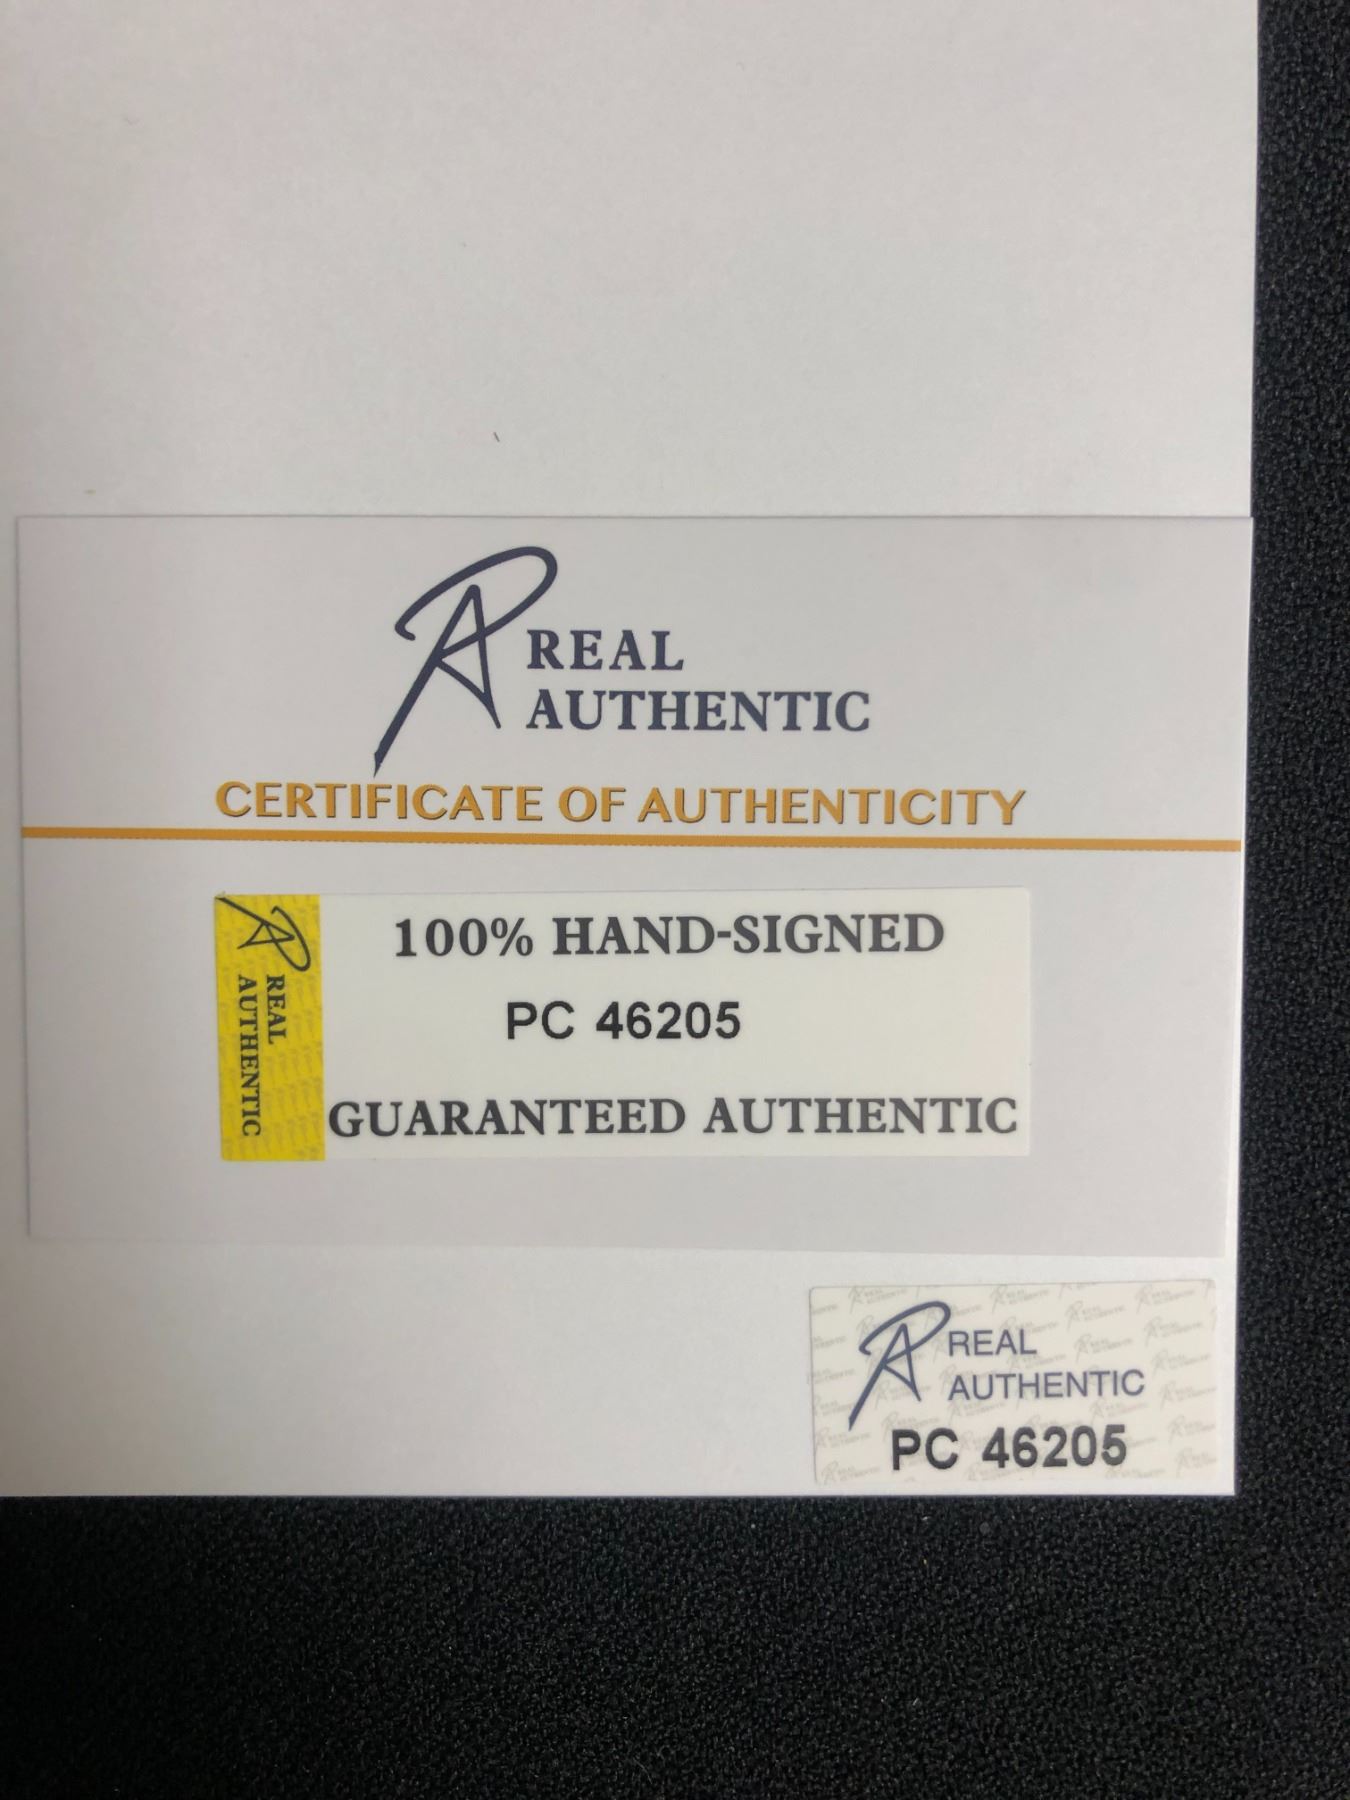 REAL
AUTHENTIC
CERTIFICATE OF AUTHENTICITY
REAL
AUTHENTIC
100% HAND-SIGNED
PC 46205
GUARANTEED AUTHENTIC
REAL
AUTHENTIC
PC 46205